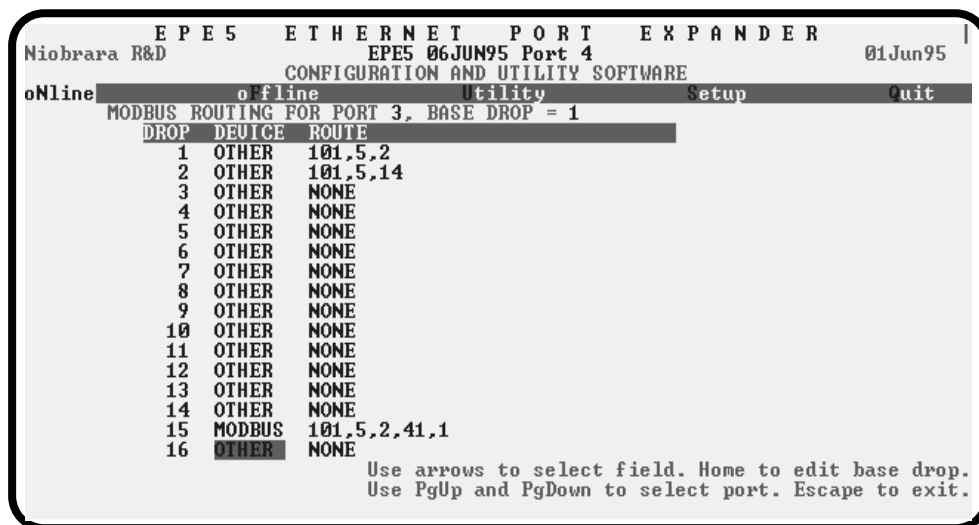 E P E 5 E T H E R N E T P O R T E X P A N D E R |
Niobrara R&D EPE5 06JUN95 Port 4 01Jun95
CONFIGURATION AND UTILITY SOFTWARE
oNline oFfline Utility Setup Quit
MODBUS ROUTING FOR PORT 3, BASE DROP = 1
DROP DEVICE ROUTE
1 OTHER 101,5,2
2 OTHER 101,5,14
3 OTHER NONE
4 OTHER NONE
5 OTHER NONE
6 OTHER NONE
7 OTHER NONE
8 OTHER NONE
9 OTHER NONE
10 OTHER NONE
11 OTHER NONE
12 OTHER NONE
13 OTHER NONE
14 OTHER NONE
15 MODBUS 101,5,2,41,1
16 OTHER NONE
Use arrows to select field. Home to edit base drop.
Use PgUp and PgDown to select port. Escape to exit.